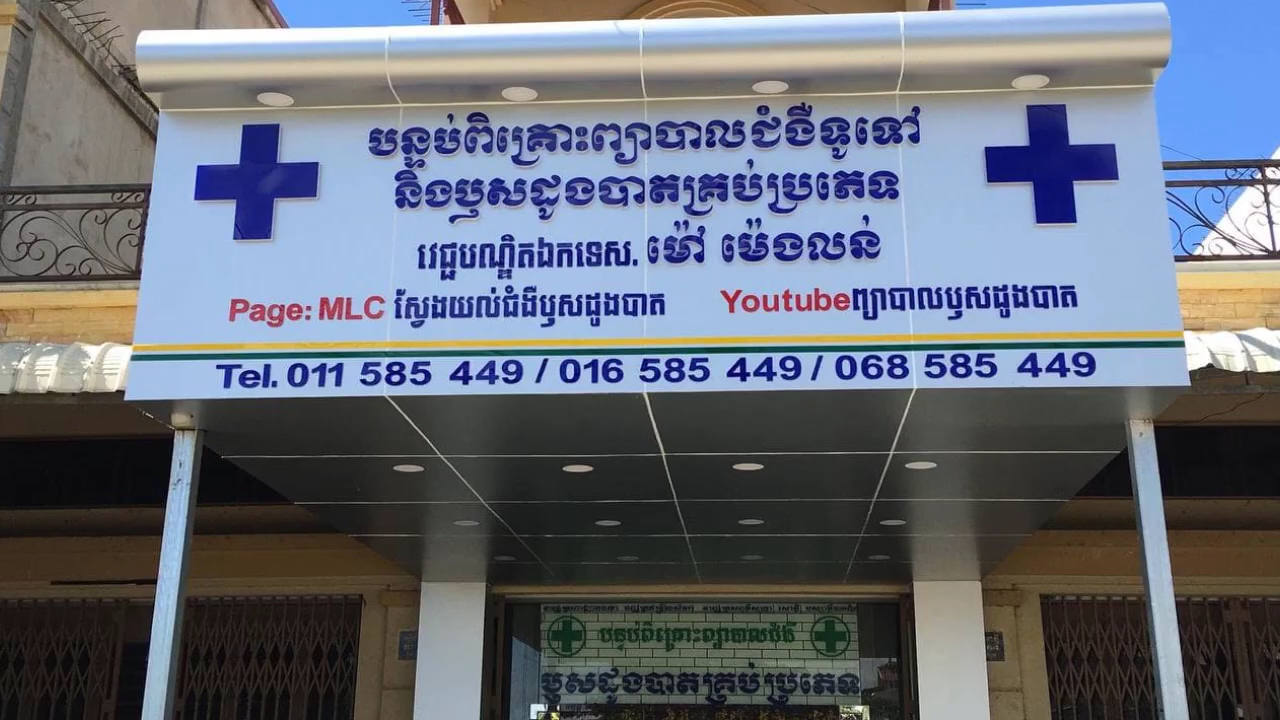 បន្ទប់ពិគ្រោះព្យាបាលជំងឺទូទៅ
និងឫសដូងបាតគ្រប់ប្រភេទ
វេជ្ជបណ្ឌិតឯកទេស. ម៉ៅ ម៉េងលន់
Page: MLC ស្វែងយល់ជំងឺឫសដូងបាត Youtubeព្យាបាលឫសដូងបាត
Tel. 011 585 449 / 016 585 449 / 068 585 449
បន្ទប់ពិគ្រោះព្យាបាលជំងឺ
ឫសដូងបាតគ្រប់ប្រភេទ